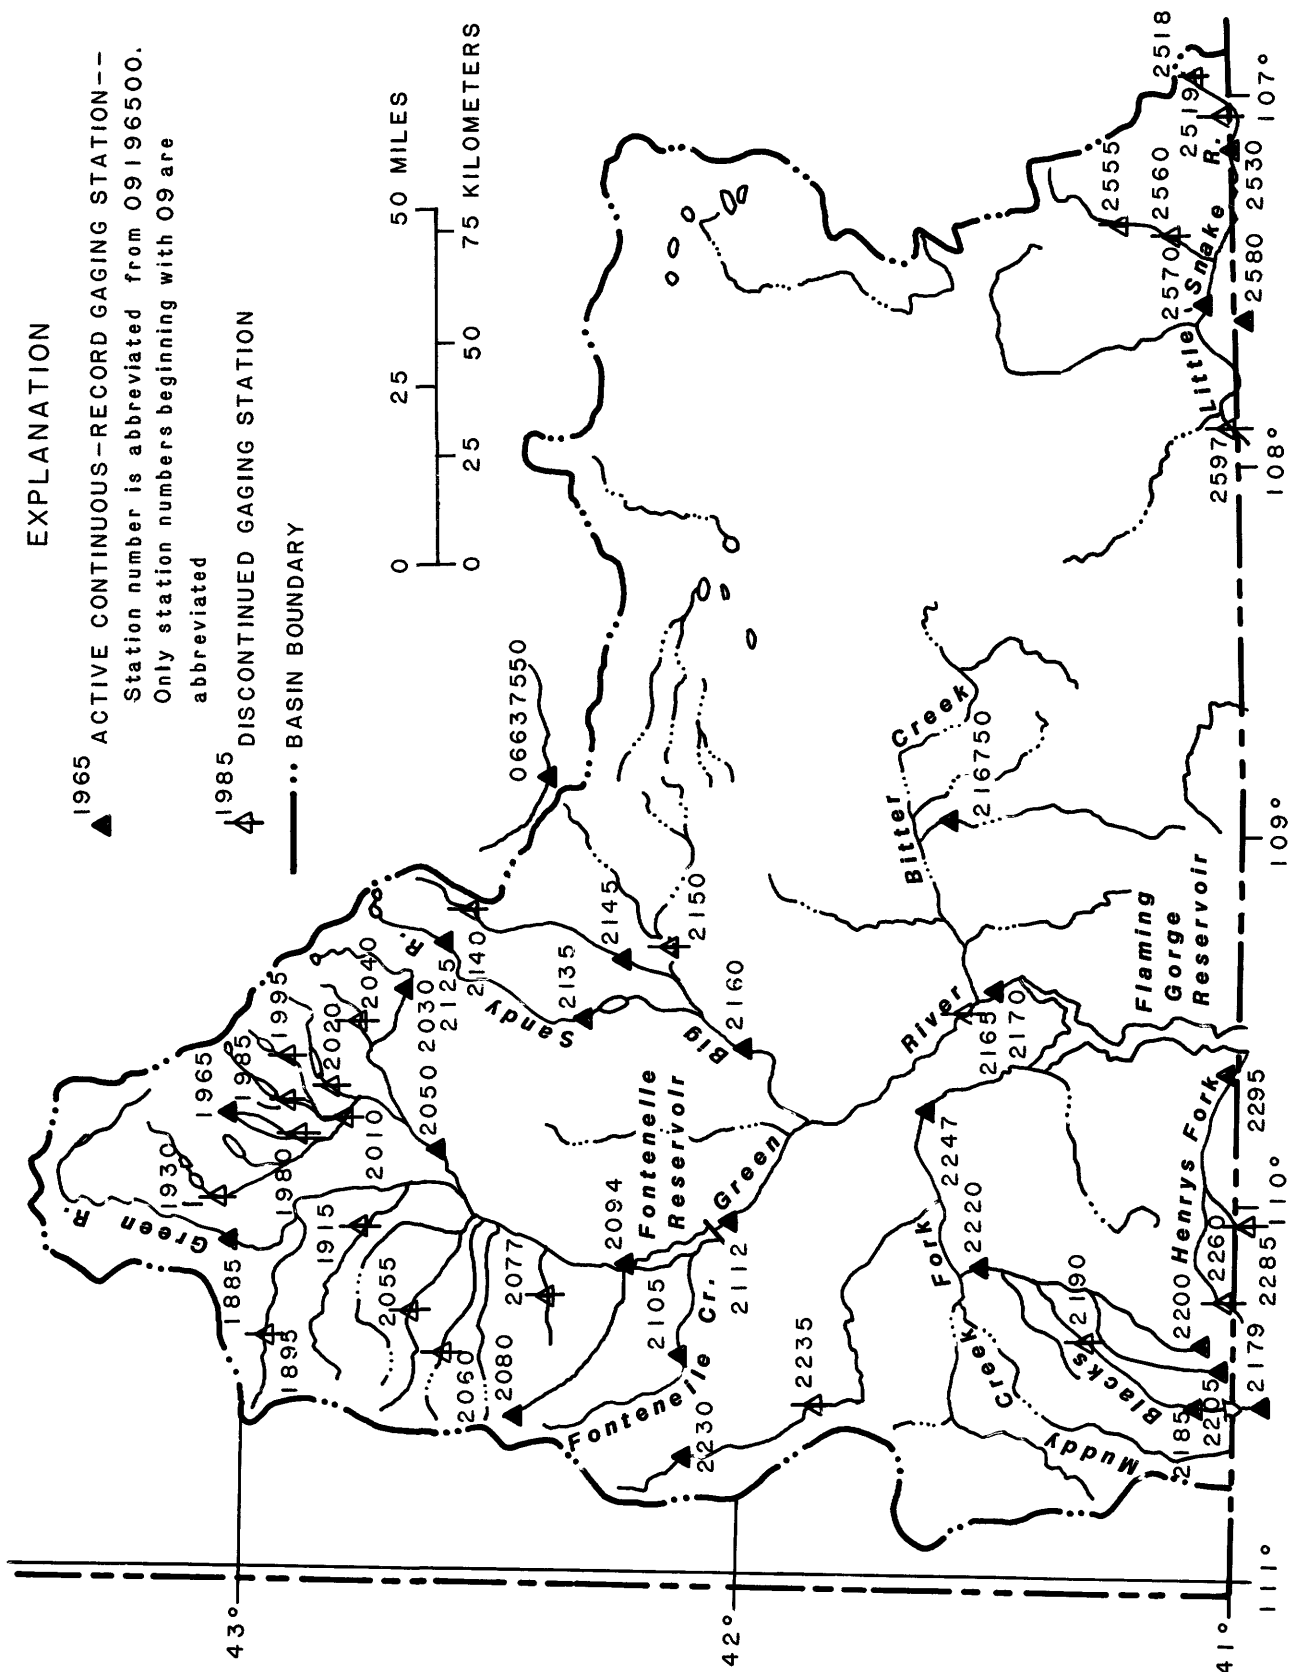 EXPLANATION
1965
ACTIVE CONTINUOUS-RECORD GAGING STATION--
Station number is abbreviated from 09196500.
Only station numbers beginning with 09 are
abbreviated
1985
DISCONTINUED GAGING STATION
BASIN BOUNDARY
0 25 50 MILES
0 25 50 75 KILOMETERS
43°
42°
41°
111°
110°
109°
108°
107°
Green R.
1885
1895
1915
1930
1965
1980
1985
1995
2010
2020
2030
2040
2050
2055
2060
2077
2080
2094
2105
2112
2125
2135
2140
2145
2150
2160
2165
2170
216750
2179
2185
2190
2200
2205
2220
2230
2235
2247
2260
2285
2295
2518
2519
2530
2555
2560
2570
2580
2597
06637550
Big Sandy R.
Fontenelle
Reservoir
Fontenelle Cr.
Green River
Bitter Creek
Flaming
Gorge
Reservoir
Blacks Fork
Muddy Creek
Henrys Fork
Little Snake R.